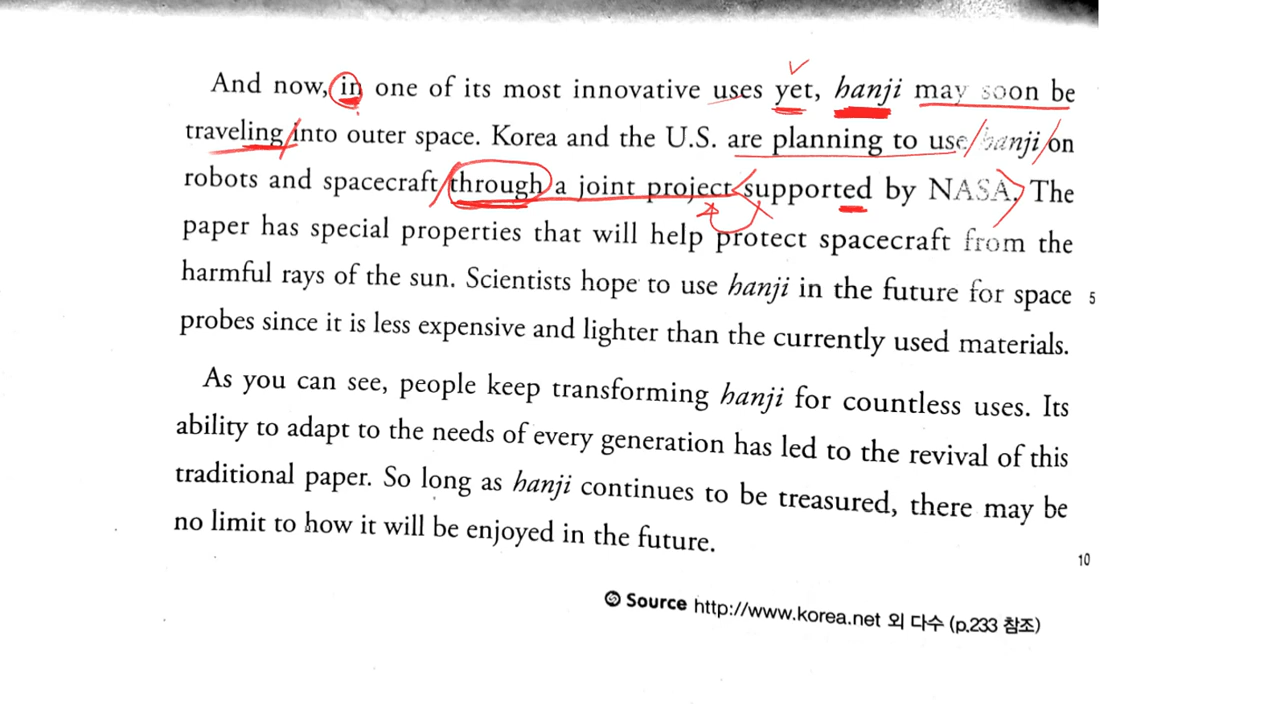 And now, in one of its most innovative uses yet, hanji may soon be
traveling into outer space. Korea and the U.S. are planning to use hanji on
robots and spacecraft through a joint project supported by NASA. The
paper has special properties that will help protect spacecraft from the
harmful rays of the sun. Scientists hope to use hanji in the future for space 5
probes since it is less expensive and lighter than the currently used materials.
As you can see, people keep transforming hanji for countless uses. Its
ability to adapt to the needs of every generation has led to the revival of this
traditional paper. So long as hanji continues to be treasured, there may be
no limit to how it will be enjoyed in the future.
10
Source http://www.korea.net 외 다수 (p.233 참조)